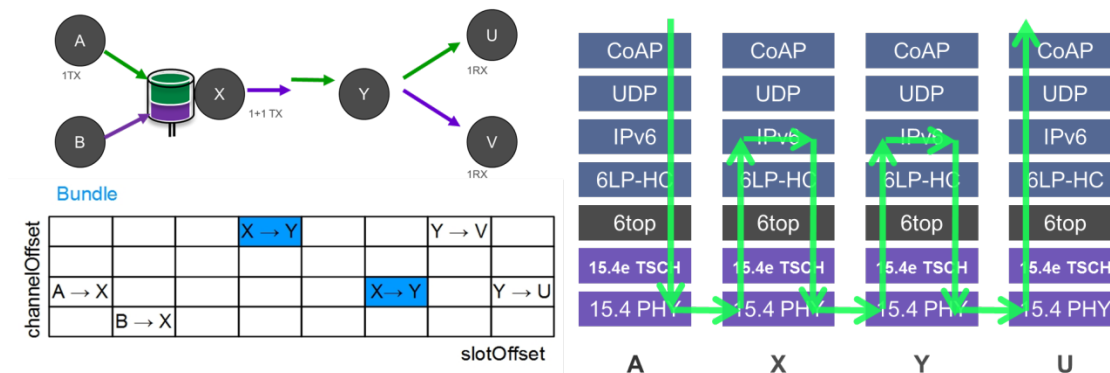 A
1TX
B
X
1+1 TX
Y
U
1RX
V
1RX
Bundle
channelOffset
X → Y
Y → V
A → X
X → Y
Y → U
B → X
slotOffset
CoAP CoAP CoAP CoAP
UDP UDP UDP UDP
IPv6 IPv6 IPv6 IPv6
6LP-HC 6LP-HC 6LP-HC 6LP-HC
6top 6top 6top 6top
15.4e TSCH 15.4e TSCH 15.4e TSCH 15.4e TSCH
15.4 PHY 15.4 PHY 15.4 PHY 15.4 PHY
A X Y U